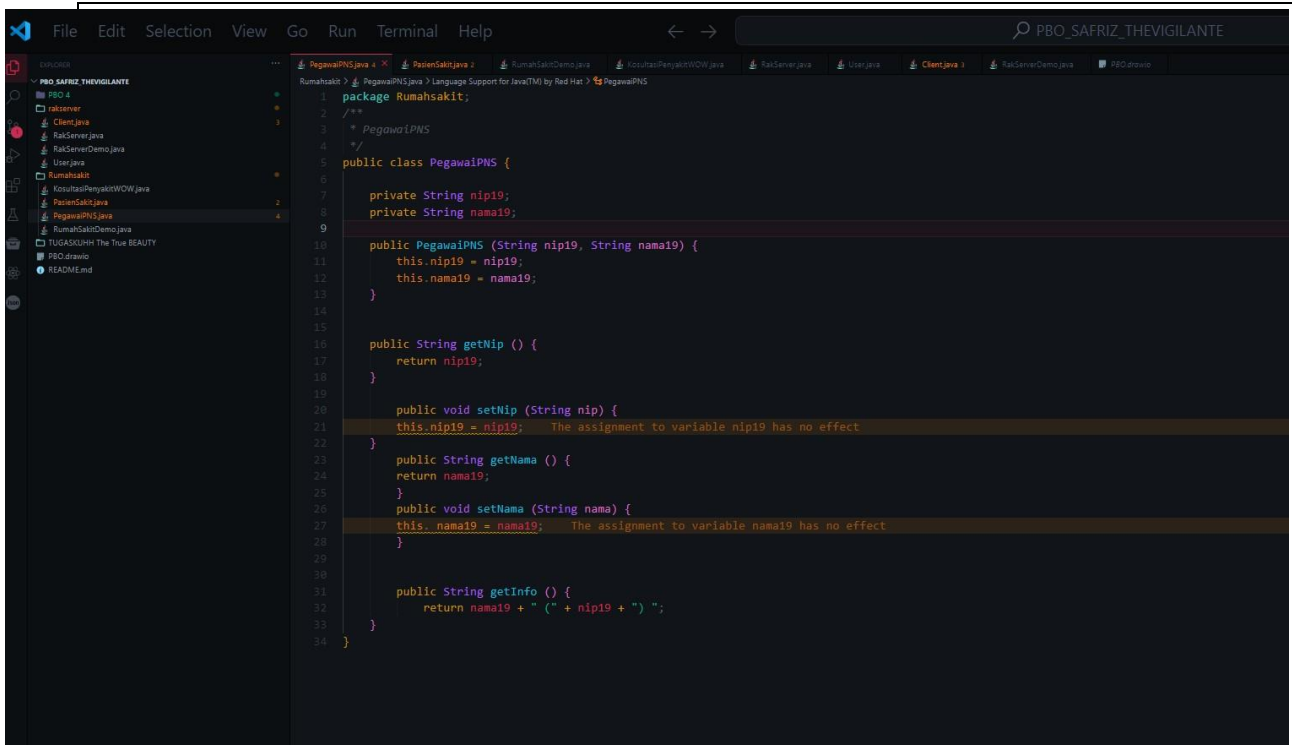 File Edit Selection View Go Run Terminal Help
PBO_SAFRIZ_THEVIGILANTE
EXPLORER
PBO_SAFRIZ_THEVIGILANTE
PBO 4
rakserver
Client.java 3
RakServer.java
RakServerDemo.java
User.java
Rumahsakit
KosultasiPenyakitWOW.java
PasienSakit.java 2
PegawaiPNS.java 4
RumahSakitDemo.java
TUGASKUHH The True BEAUTY
PBO.drawio
README.md
PegawaiPNS.java 4 PasienSakit.java 2 RumahSakitDemo.java KosultasiPenyakitWOW.java RakServer.java User.java Client.java 3 RakServerDemo.java PBO.drawio
Rumahsakit > PegawaiPNS.java > Language Support for Java(TM) by Red Hat > PegawaiPNS
1 package Rumahsakit;
2 /**
3 * PegawaiPNS
4 */
5 public class PegawaiPNS {
6
7 private String nip19;
8 private String nama19;
9
10 public PegawaiPNS (String nip19, String nama19) {
11 this.nip19 = nip19;
12 this.nama19 = nama19;
13 }
14
15
16 public String getNip () {
17 return nip19;
18 }
19
20 public void setNip (String nip) {
21 this.nip19 = nip19; The assignment to variable nip19 has no effect
22 }
23 public String getNama () {
24 return nama19;
25 }
26 public void setNama (String nama) {
27 this. nama19 = nama19; The assignment to variable nama19 has no effect
28 }
29
30
31 public String getInfo () {
32 return nama19 + " (" + nip19 + ") ";
33 }
34 }